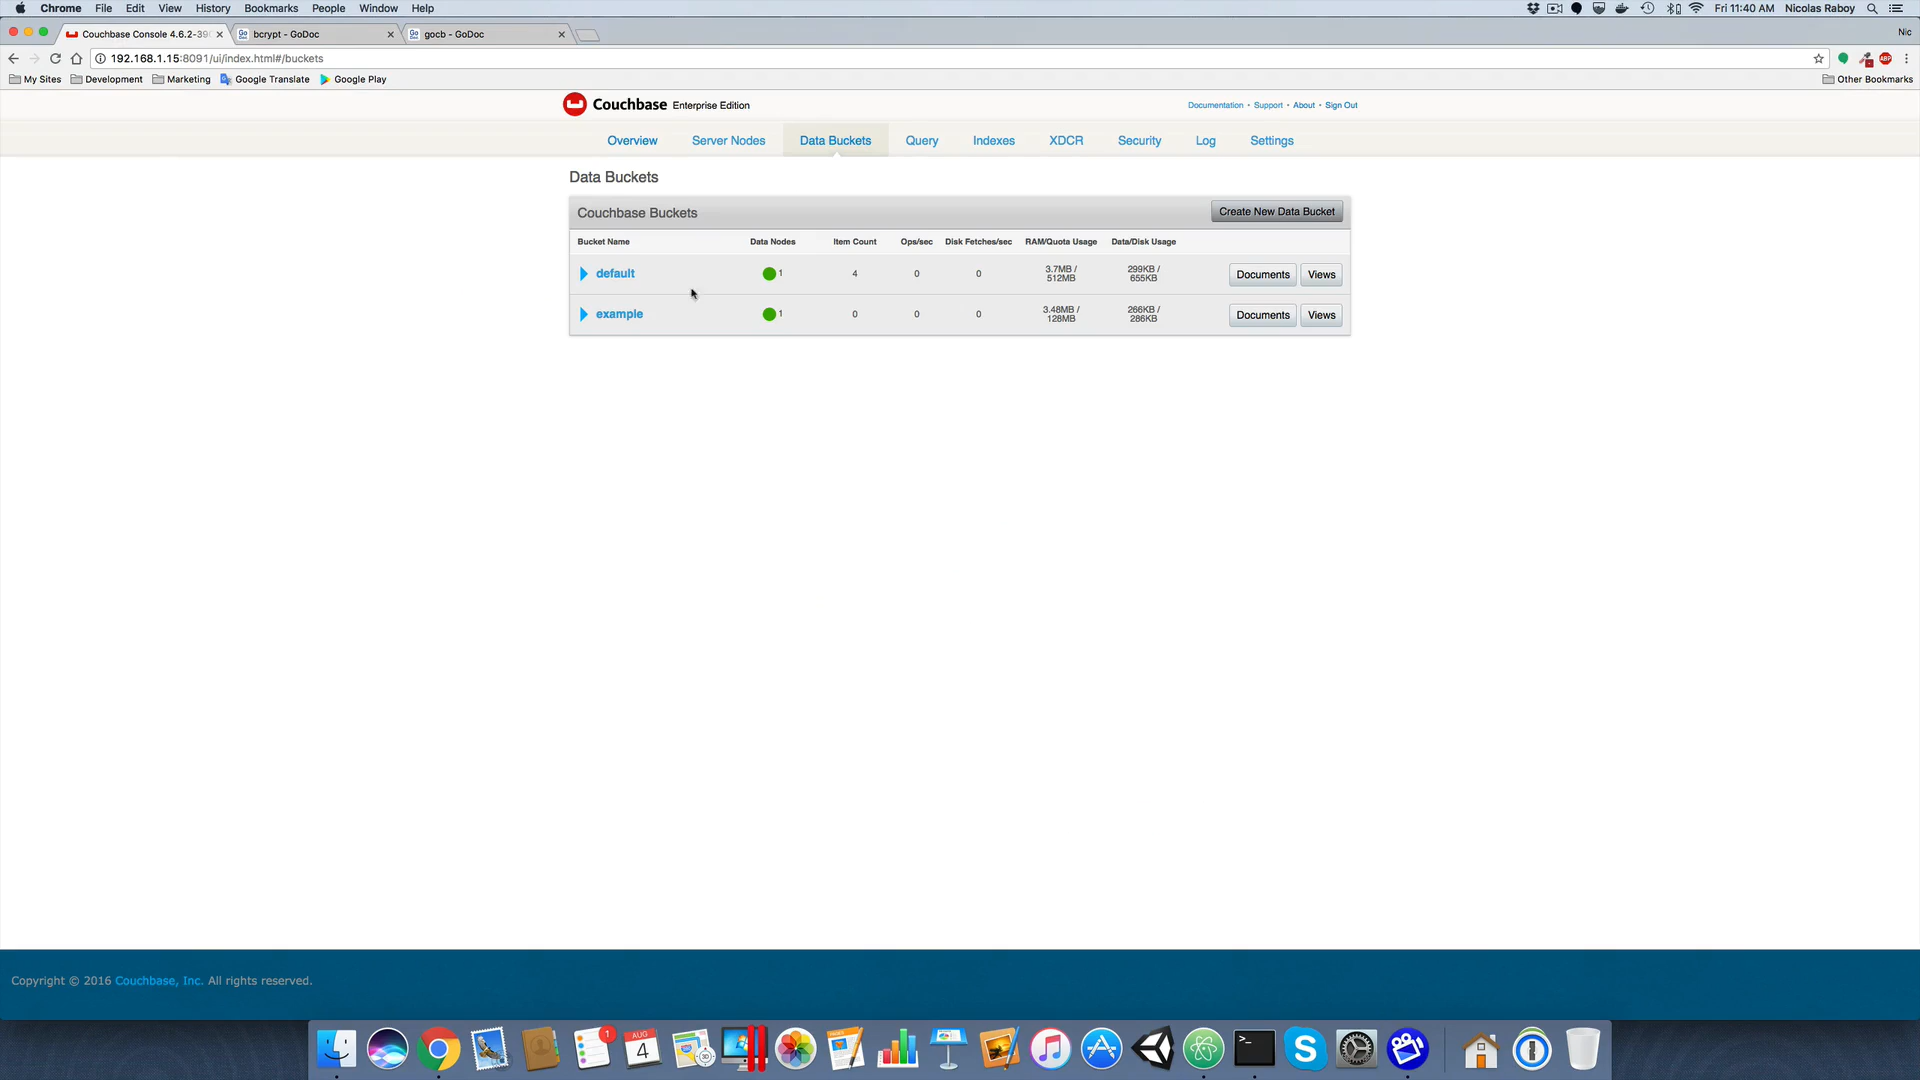 Chrome File Edit View History Bookmarks People Window Help Fri 11:40 AM Nicolas Raboy
Couchbase Console 4.6.2-39 bcrypt - GoDoc gocb - GoDoc Nic
192.168.1.15:8091/ui/index.html#/buckets
My Sites Development Marketing Google Translate Google Play Other Bookmarks
Couchbase Enterprise Edition Documentation • Support • About • Sign Out
Overview Server Nodes Data Buckets Query Indexes XDCR Security Log Settings
Data Buckets
Couchbase Buckets Create New Data Bucket
Bucket Name Data Nodes Item Count Ops/sec Disk Fetches/sec RAM/Quota Usage Data/Disk Usage
default 1 4 0 0 3.7MB / 512MB 299KB / 655KB Documents Views
example 1 0 0 0 3.48MB / 128MB 266KB / 286KB Documents Views
Copyright © 2016 Couchbase, Inc. All rights reserved.
1
AUG
4
3D
PAGES
>_
S